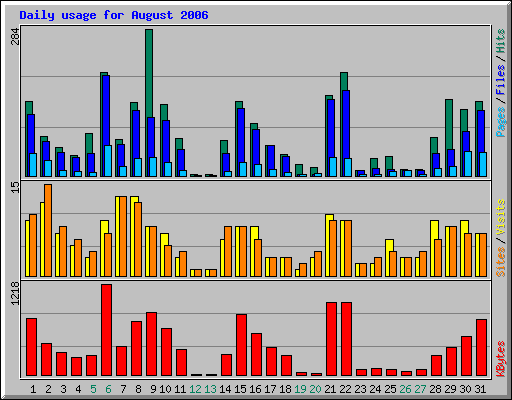 Daily usage for August 2006
284
Pages / Files / Hits
15
Sites / Visits
1218
KBytes
1 2 3 4 5 6 7 8 9 10 11 12 13 14 15 16 17 18 19 20 21 22 23 24 25 26 27 28 29 30 31